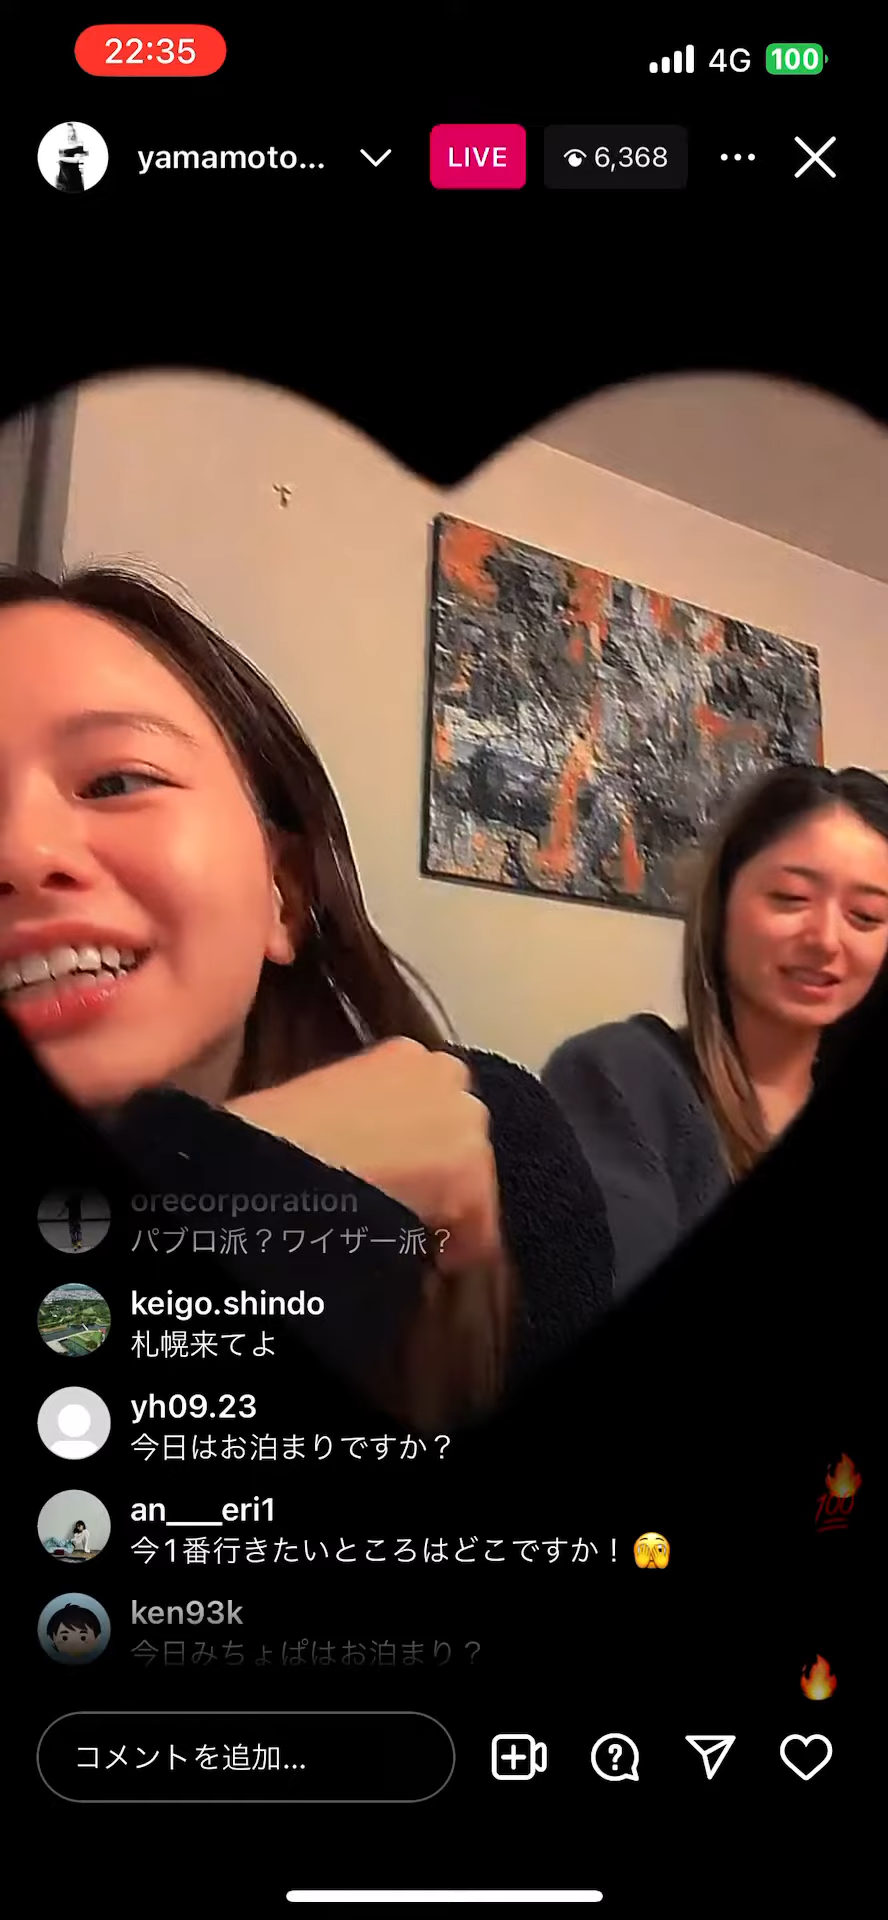 22:35
4G
100
yamamoto...
LIVE
6,368
orecorporation
パブロ派？ワイザー派？
keigo.shindo
札幌来てよ
yh09.23
今日はお泊まりですか？
an___eri1
今1番行きたいところはどこですか！🫣
ken93k
今日みちょぱはお泊まり？
コメントを追加...